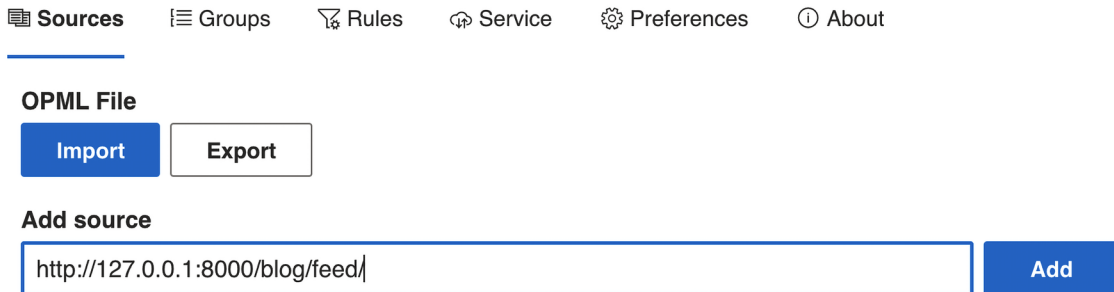 Sources Groups Rules Service Preferences About
OPML File
Import Export
Add source
http://127.0.0.1:8000/blog/feed/ Add